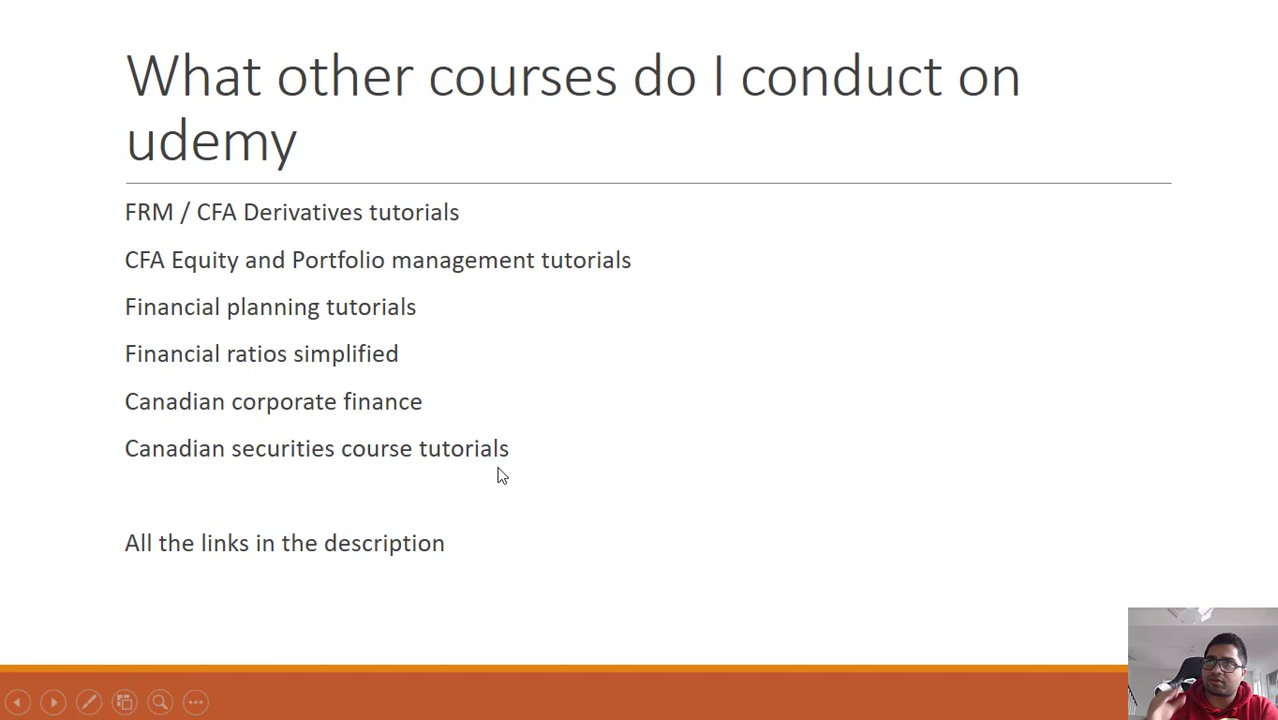 What other courses do I conduct on
udemy
FRM / CFA Derivatives tutorials
CFA Equity and Portfolio management tutorials
Financial planning tutorials
Financial ratios simplified
Canadian corporate finance
Canadian securities course tutorials
All the links in the description